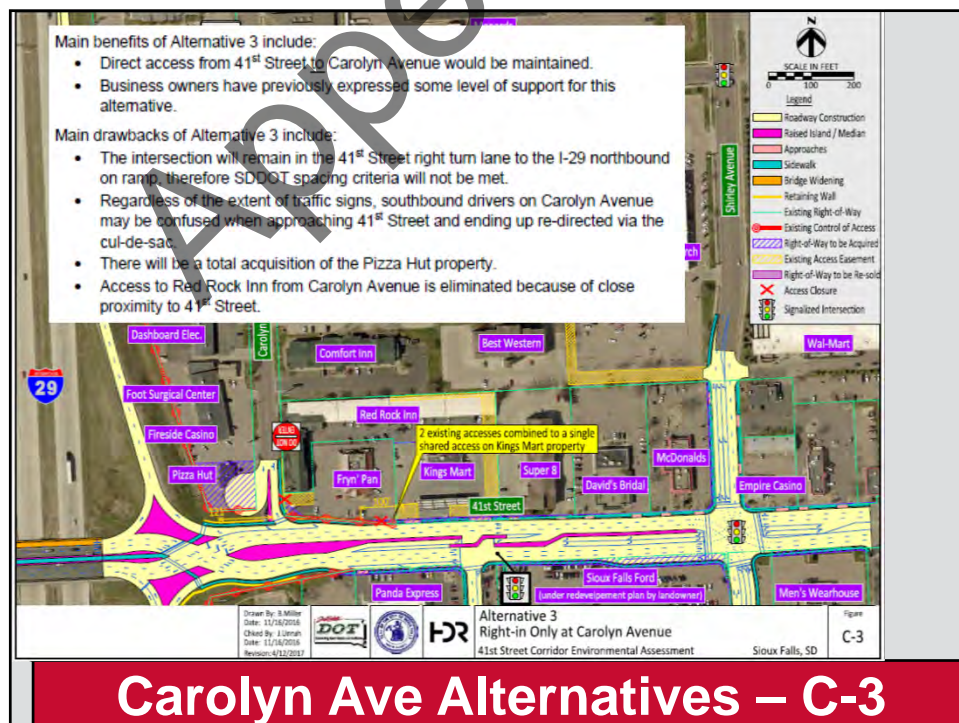 Appe
Main benefits of Alternative 3 include:
• Direct access from 41st Street to Carolyn Avenue would be maintained.
• Business owners have previously expressed some level of support for this
alternative.
Main drawbacks of Alternative 3 include:
• The intersection will remain in the 41st Street right turn lane to the I-29 northbound
on ramp, therefore SDDOT spacing criteria will not be met.
• Regardless of the extent of traffic signs, southbound drivers on Carolyn Avenue
may be confused when approaching 41st Street and ending up re-directed via the
cul-de-sac.
• There will be a total acquisition of the Pizza Hut property.
• Access to Red Rock Inn from Carolyn Avenue is eliminated because of close
proximity to 41st Street.
N
SCALE IN FEET
0 100 200
Legend
Roadway Construction
Raised Island / Median
Approaches
Sidewalk
Bridge Widening
Retaining Wall
Existing Right-of-Way
Existing Control of Access
Right-of-Way to be Acquired
Existing Access Easement
Right-of-Way to be Re-sold
Access Closure
Signalized Intersection
Shirley Avenue
rch
Dashboard Elec.
Carolyn
Comfort Inn
Best Western
Wal-Mart
29
Foot Surgical Center
Red Rock Inn
Fireside Casino
2 existing accesses combined to a single
shared access on Kings Mart property
Pizza Hut
Fryn' Pan
Kings Mart
Super 8
McDonalds
David's Bridal
Empire Casino
41st Street
Panda Express
Sioux Falls Ford
(under redeveipement plan by landowner)
Men's Wearhouse
Drawn By: B.Miller
Date: 11/16/2016
Chked By: J.Unruh
Date: 11/16/2016
Revision:4/12/2017
DOT
HDR
Alternative 3
Right-in Only at Carolyn Avenue
41st Street Corridor Environmental Assessment
Sioux Falls, SD
Figure
C-3
Carolyn Ave Alternatives – C-3